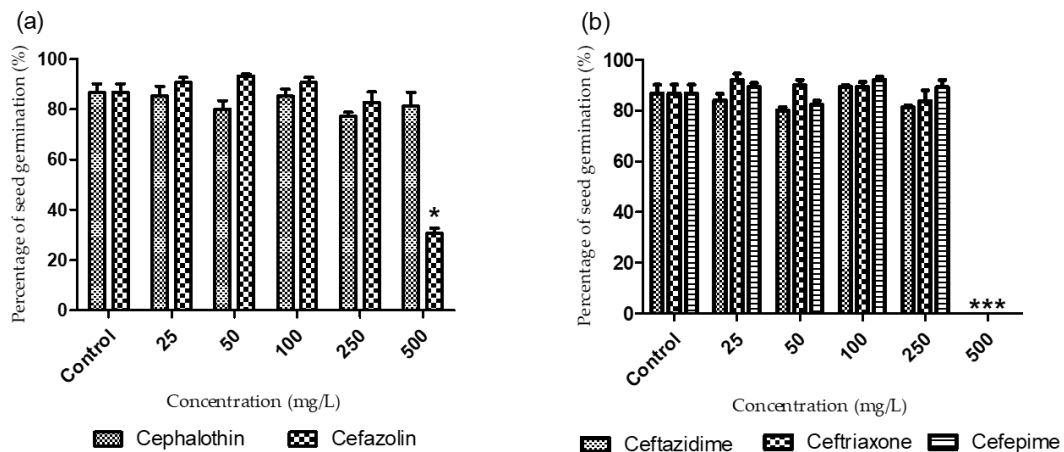 (a)
Percentage of seed germination (%)
100
80
60
40
20
0
*
Control 25 50 100 250 500
Concentration (mg/L)
Cephalothin Cefazolin
(b)
Percentage of seed germination (%)
100
80
60
40
20
0
***
Control 25 50 100 250 500
Concentration (mg/L)
Ceftazidime Ceftriaxone Cefepime